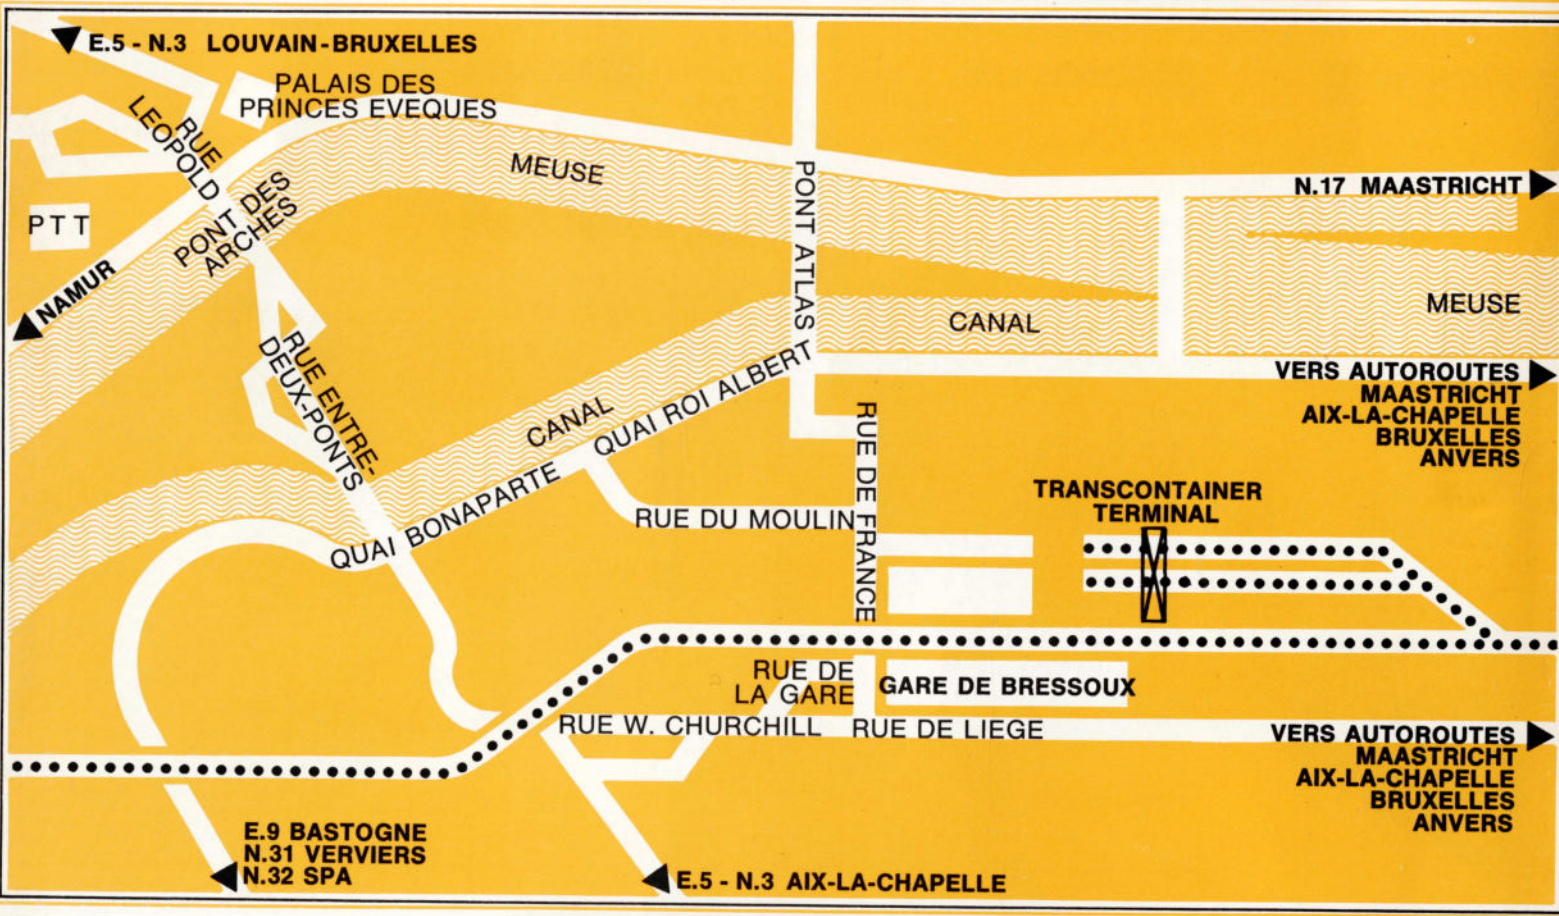 E.5 - N.3 LOUVAIN-BRUXELLES
PALAIS DES
PRINCES EVEQUES
RUE
LEOPOLD
MEUSE
PONT ATLAS
N.17 MAASTRICHT
PTT
PONT DES
ARCHES
NAMUR
MEUSE
CANAL
RUE ENTRE-
DEUX-PONTS
VERS AUTOROUTES
MAASTRICHT
AIX-LA-CHAPELLE
BRUXELLES
ANVERS
CANAL
QUAI ROI ALBERT
QUAI BONAPARTE
RUE DU MOULIN
RUE DE FRANCE
TRANSCONTAINER
TERMINAL
RUE DE
LA GARE
GARE DE BRESSOUX
RUE W. CHURCHILL
RUE DE LIEGE
VERS AUTOROUTES
MAASTRICHT
AIX-LA-CHAPELLE
BRUXELLES
ANVERS
E.9 BASTOGNE
N.31 VERVIERS
N.32 SPA
E.5 - N.3 AIX-LA-CHAPELLE